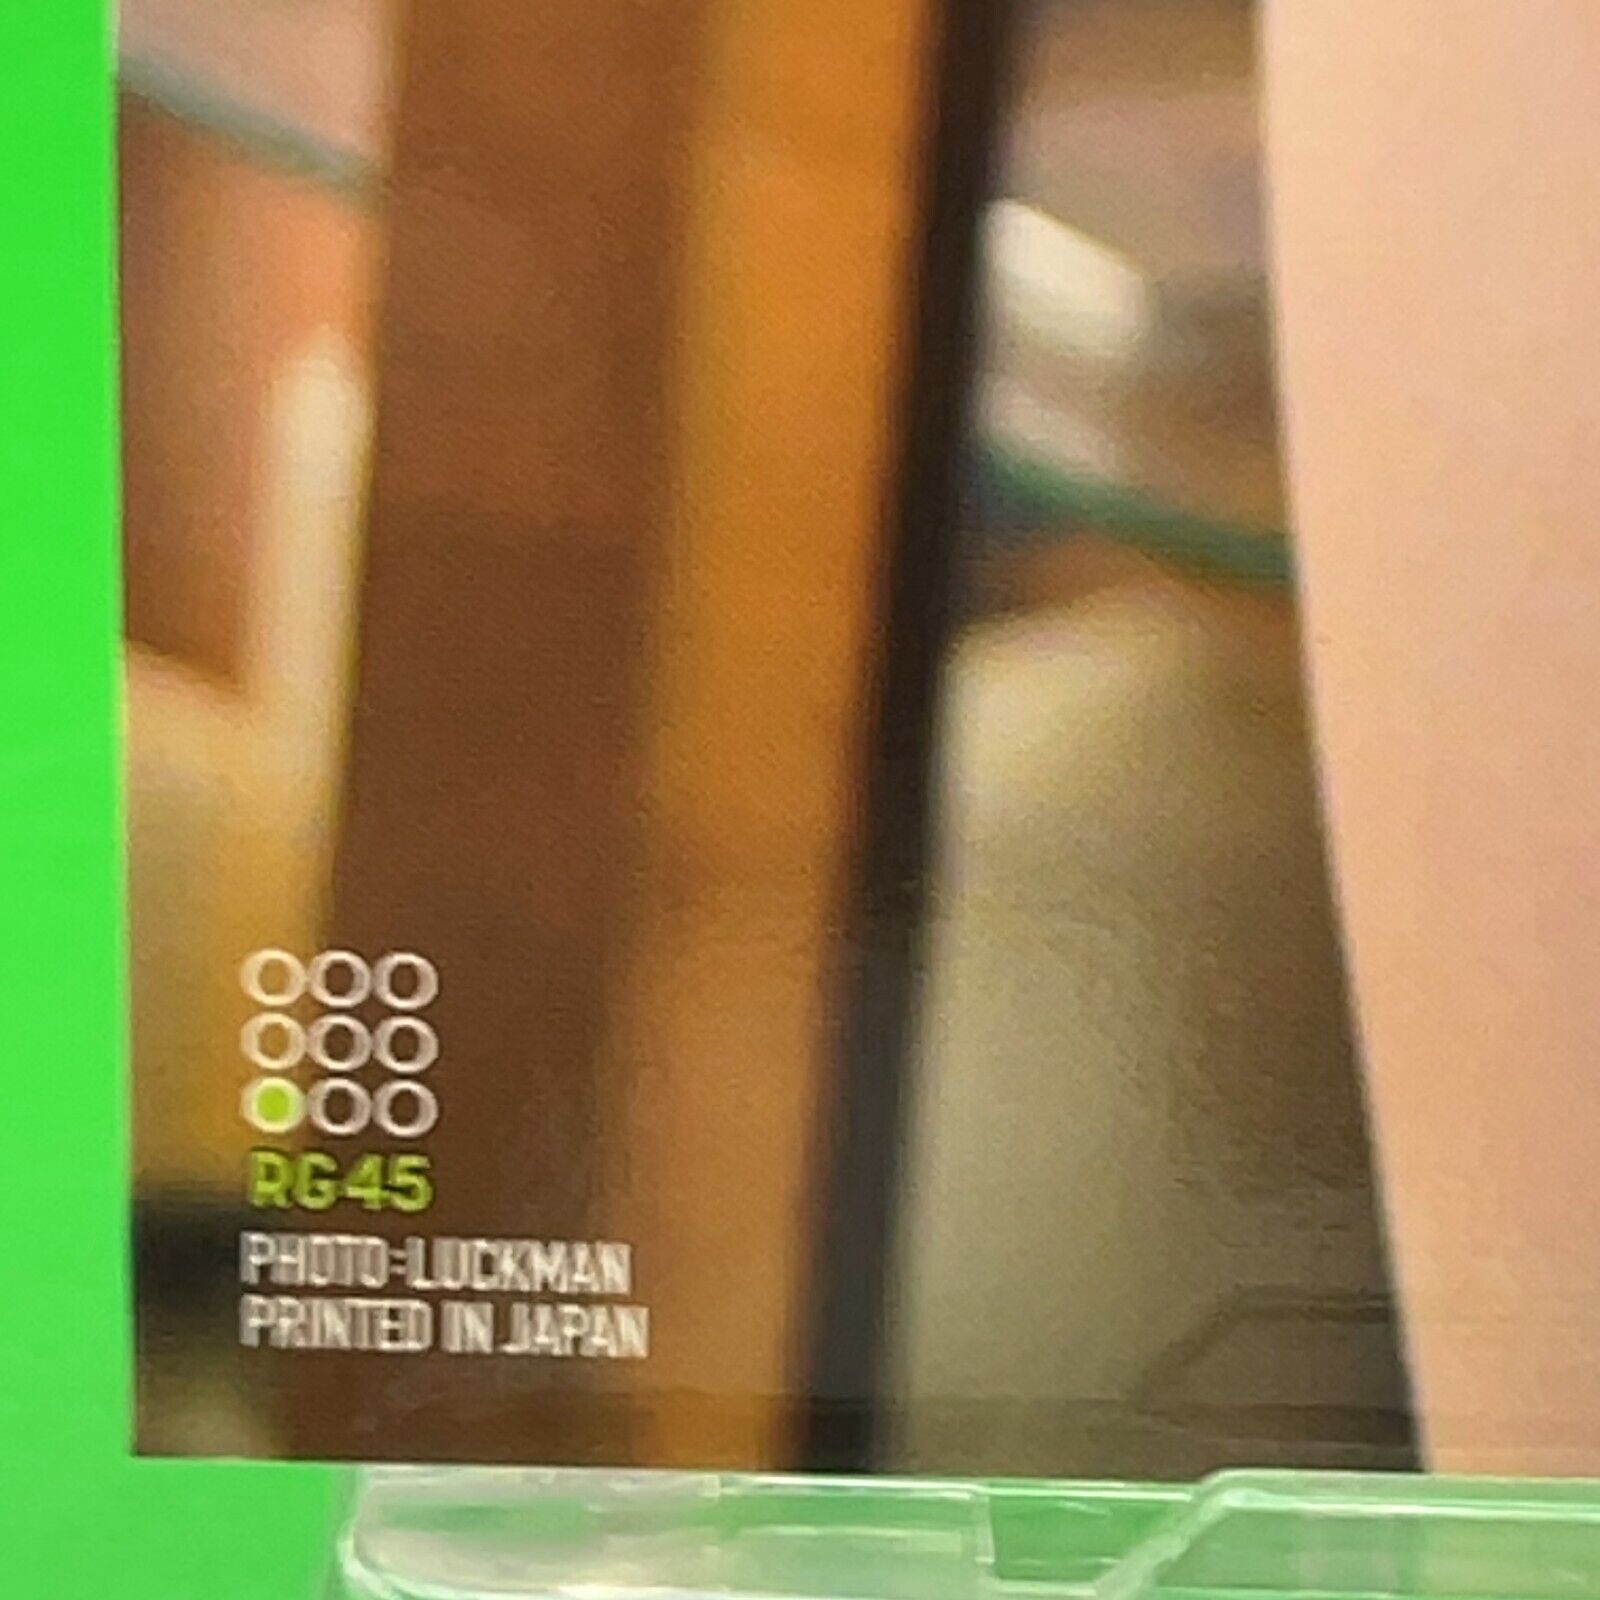 RG45
PHOTO:LUCKMAN
PRINTED IN JAPAN